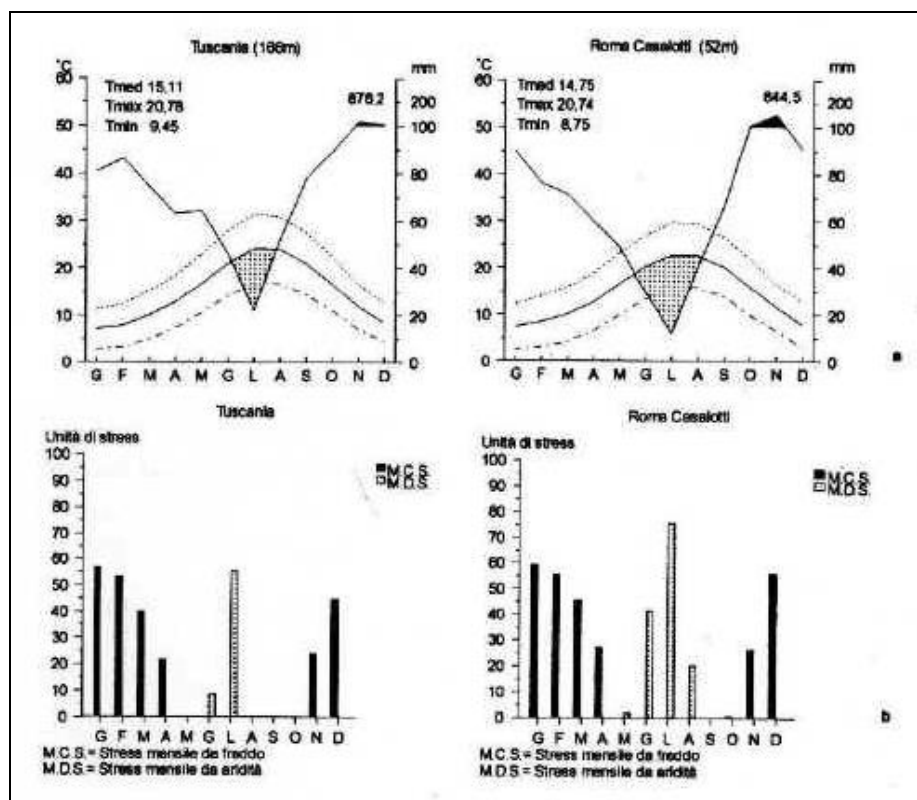 Tuscania (166m)
°C
mm
Tmed 15,11
Tmax 20,78
Tmin 9,45
876,2
60
50
40
30
20
10
0
200
100
80
60
40
20
0
G F M A M G L A S O N D
Roma Casalotti (52m)
°C
mm
Tmed 14,75
Tmax 20,74
Tmin 8,75
844,5
60
50
40
30
20
10
0
200
100
80
60
40
20
0
G F M A M G L A S O N D
a
Tuscania
Unità di stress
100
90
80
70
60
50
40
30
20
10
0
M.C.S.
M.D.S.
G F M A M G L A S O N D
M.C.S.= Stress mensile da freddo
M.D.S.= Stress mensile da aridità
Roma Casalotti
Unità di stress
100
90
80
70
60
50
40
30
20
10
0
M.C.S.
M.D.S.
G F M A M G L A S O N D
M.C.S.= Stress mensile da freddo
M.D.S.= Stress mensile da aridità
b